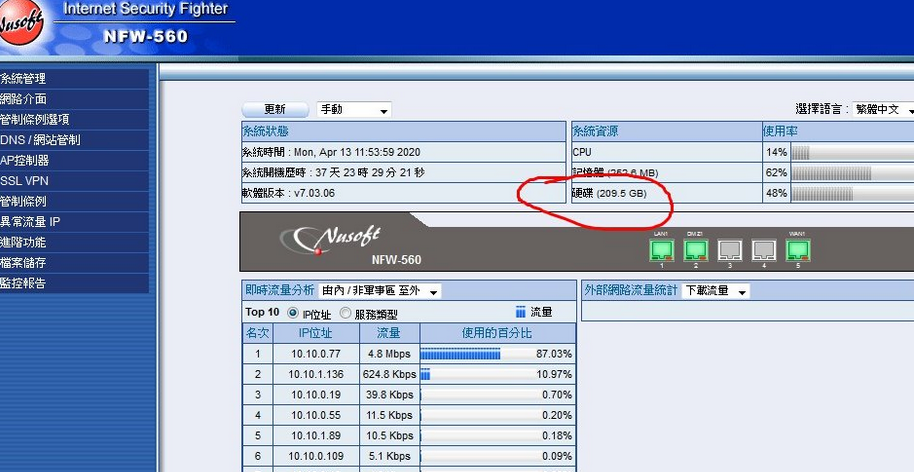 Nusoft
Internet Security Fighter
NFW-560
系統管理
網路介面
管制條例選項
DNS / 網站管制
AP控制器
SSL VPN
管制條例
異常流量 IP
進階功能
檔案儲存
監控報告
更新 手動 選擇語言 : 繁體中文
系統狀態
系統時間 : Mon, Apr 13 11:53:59 2020
系統開機歷時 : 37 天 23 時 29 分 21 秒
軟體版本 : v7.03.06
系統資源 使用率
CPU 14%
記憶體 (252.6 MB) 62%
硬碟 (209.5 GB) 48%
Nusoft
NFW-560
LAN1 DMZ1 WAN1
1 2 3 4 5
即時流量分析 由內 / 非軍事區 至外
Top 10 IP位址 服務類型 流量
名次 IP位址 流量 使用的百分比
1 10.10.0.77 4.8 Mbps 87.03%
2 10.10.1.136 624.8 Kbps 10.97%
3 10.10.0.19 39.8 Kbps 0.70%
4 10.10.0.55 11.5 Kbps 0.20%
5 10.10.1.89 10.5 Kbps 0.18%
6 10.10.0.109 5.1 Kbps 0.09%
外部網路流量統計 下載流量